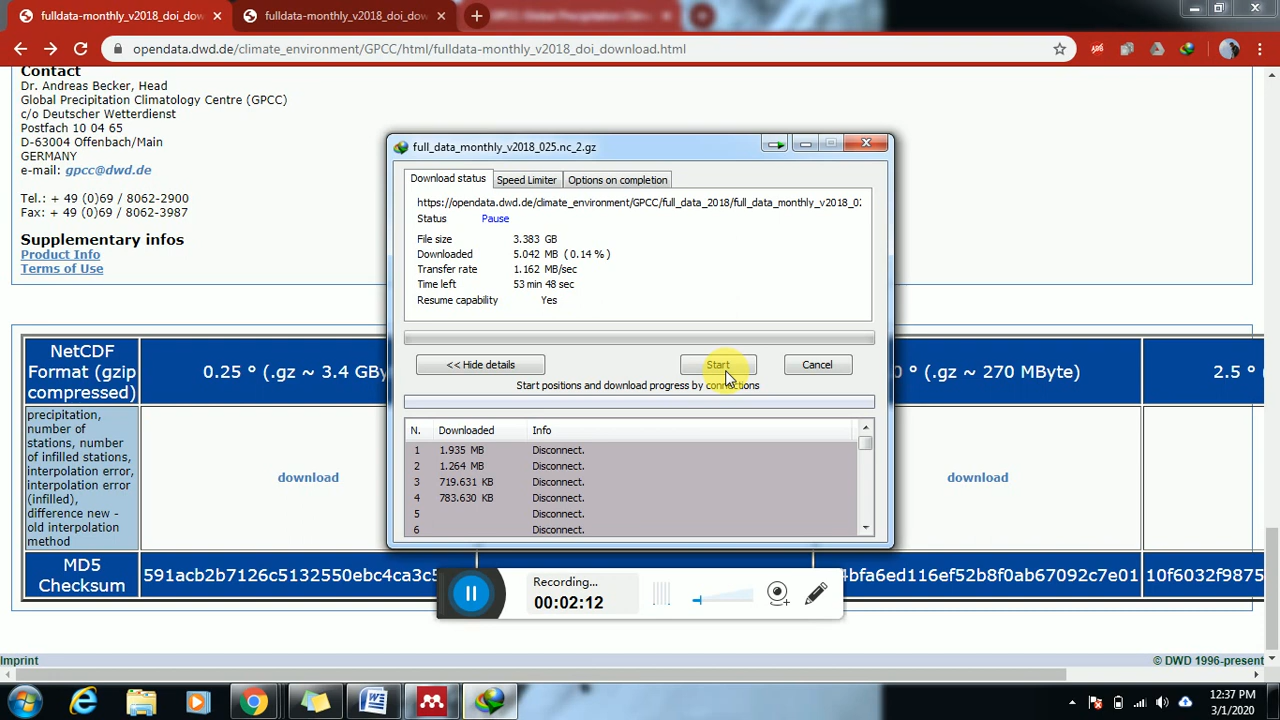 fulldata-monthly_v2018_doi_dow
fulldata-monthly_v2018_doi_dow
opendata.dwd.de/climate_environment/GPCC/html/fulldata-monthly_v2018_doi_download.html
Contact
Dr. Andreas Becker, Head
Global Precipitation Climatology Centre (GPCC)
c/o Deutscher Wetterdienst
Postfach 10 04 65
D-63004 Offenbach/Main
GERMANY
e-mail: gpcc@dwd.de
Tel.: + 49 (0)69 / 8062-2900
Fax: + 49 (0)69 / 8062-3987
Supplementary infos
Product Info
Terms of Use
full_data_monthly_v2018_025.nc_2.gz
Download status
Speed Limiter
Options on completion
https://opendata.dwd.de/climate_environment/GPCC/full_data_2018/full_data_monthly_v2018_02
Status Pause
File size 3.383 GB
Downloaded 5.042 MB ( 0.14 % )
Transfer rate 1.162 MB/sec
Time left 53 min 48 sec
Resume capability Yes
<< Hide details
Start
Cancel
Start positions and download progress by connections
N. Downloaded Info
1 1.935 MB Disconnect.
2 1.264 MB Disconnect.
3 719.631 KB Disconnect.
4 783.630 KB Disconnect.
5 Disconnect.
6 Disconnect.
NetCDF
Format (gzip
compressed)
0.25 ° (.gz ~ 3.4 GBy
° (.gz ~ 270 MByte)
2.5 °
precipitation,
number of
stations, number
of infilled stations,
interpolation error,
interpolation error
(infilled),
difference new -
old interpolation
method
download
download
MD5
Checksum
591acb2b7126c5132550ebc4ca3c5
4bfa6ed116ef52b8f0ab67092c7e01
10f6032f9875
Recording...
00:02:12
Imprint
© DWD 1996-present
12:37 PM
3/1/2020